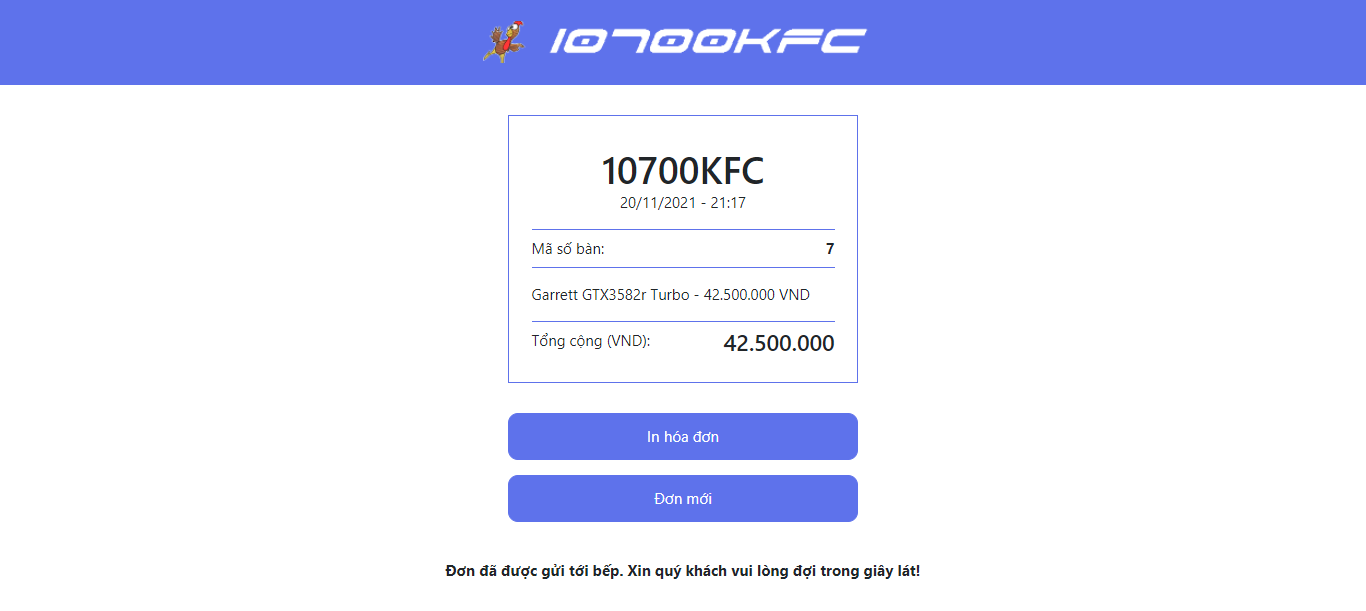 10700KFC
10700KFC
20/11/2021 - 21:17
Mã số bàn: 7
Garrett GTX3582r Turbo - 42.500.000 VND
Tổng cộng (VND): 42.500.000
In hóa đơn
Đơn mới
Đơn đã được gửi tới bếp. Xin quý khách vui lòng đợi trong giây lát!